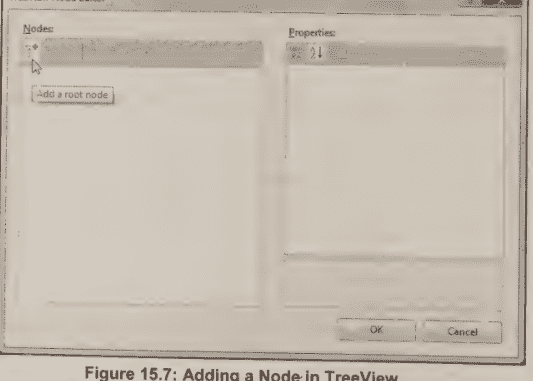 Nodes:
Properties:
Add a root node
OK
Cancel
Figure 15.7: Adding a Node in TreeView